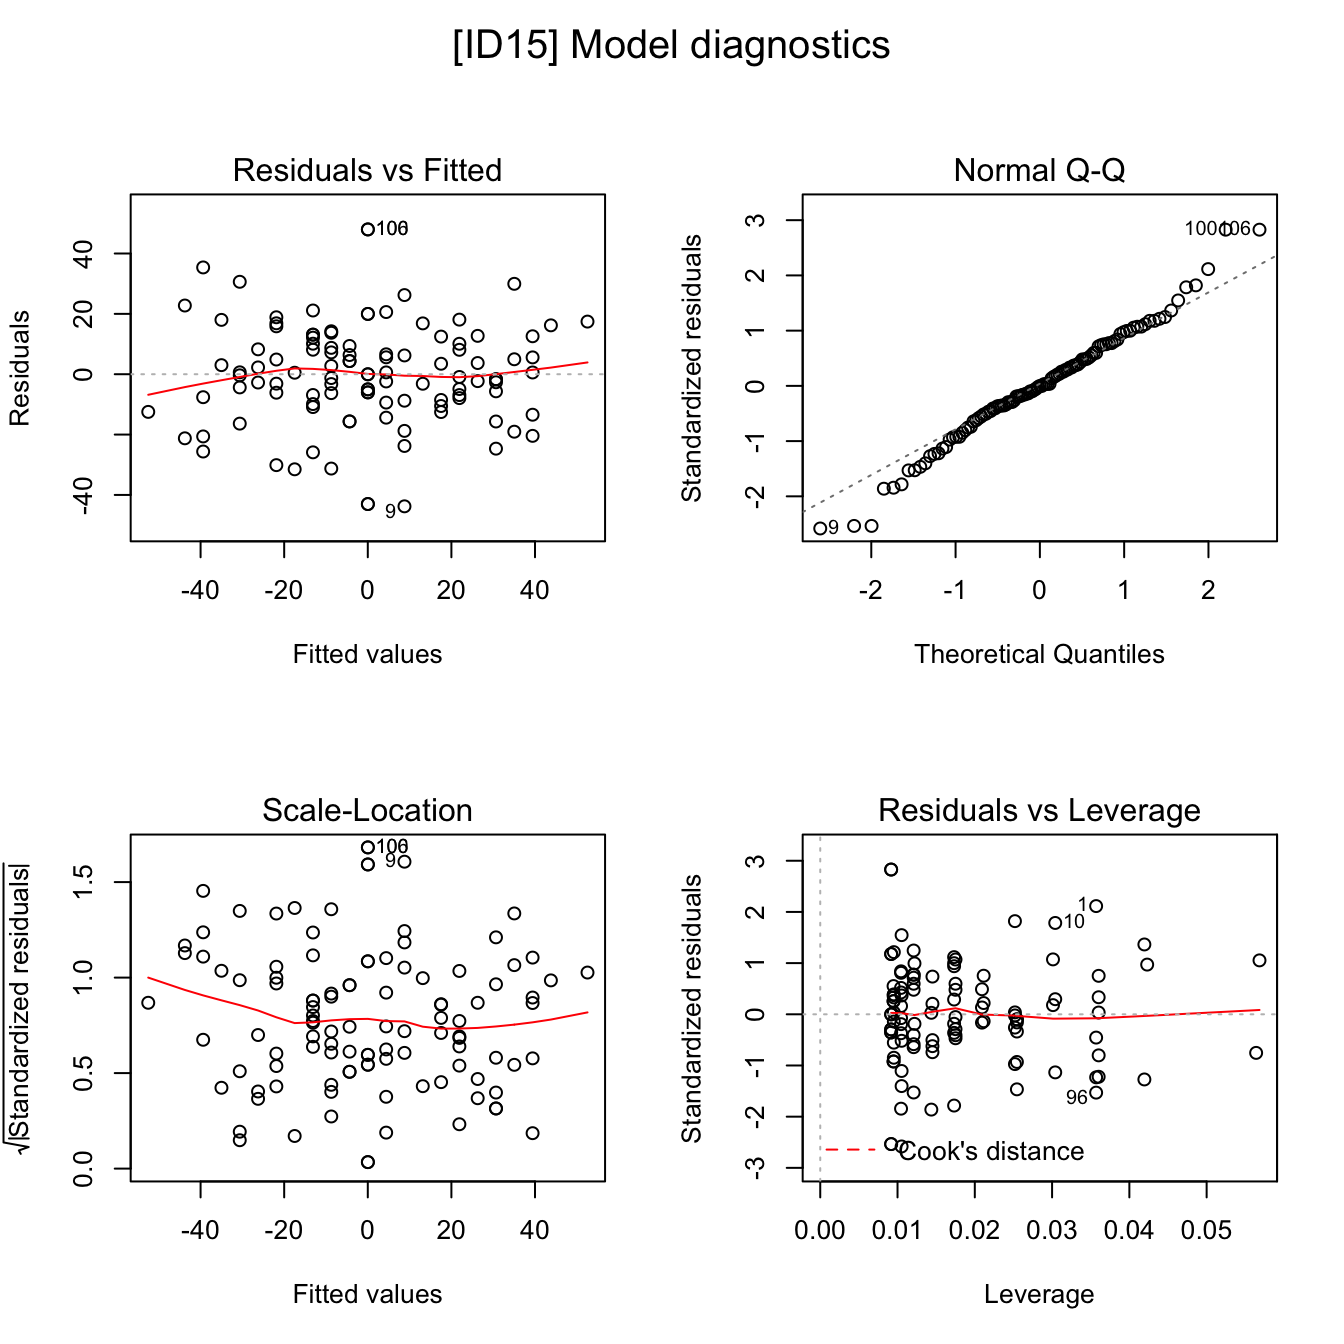 [ID15] Model diagnostics
Residuals vs Fitted
Residuals
40
20
0
-40
9
-40 -20 0 20 40
Fitted values
Normal Q-Q
Standardized residuals
3
2
1
0
-1
-2
100 106
9
-2 -1 0 1 2
Theoretical Quantiles
Scale-Location
√|Standardized residuals|
1.5
1.0
0.5
0.0
9
-40 -20 0 20 40
Fitted values
Residuals vs Leverage
Standardized residuals
3
2
1
0
-1
-2
-3
1
10
96
Cook's distance
0.00 0.01 0.02 0.03 0.04 0.05
Leverage